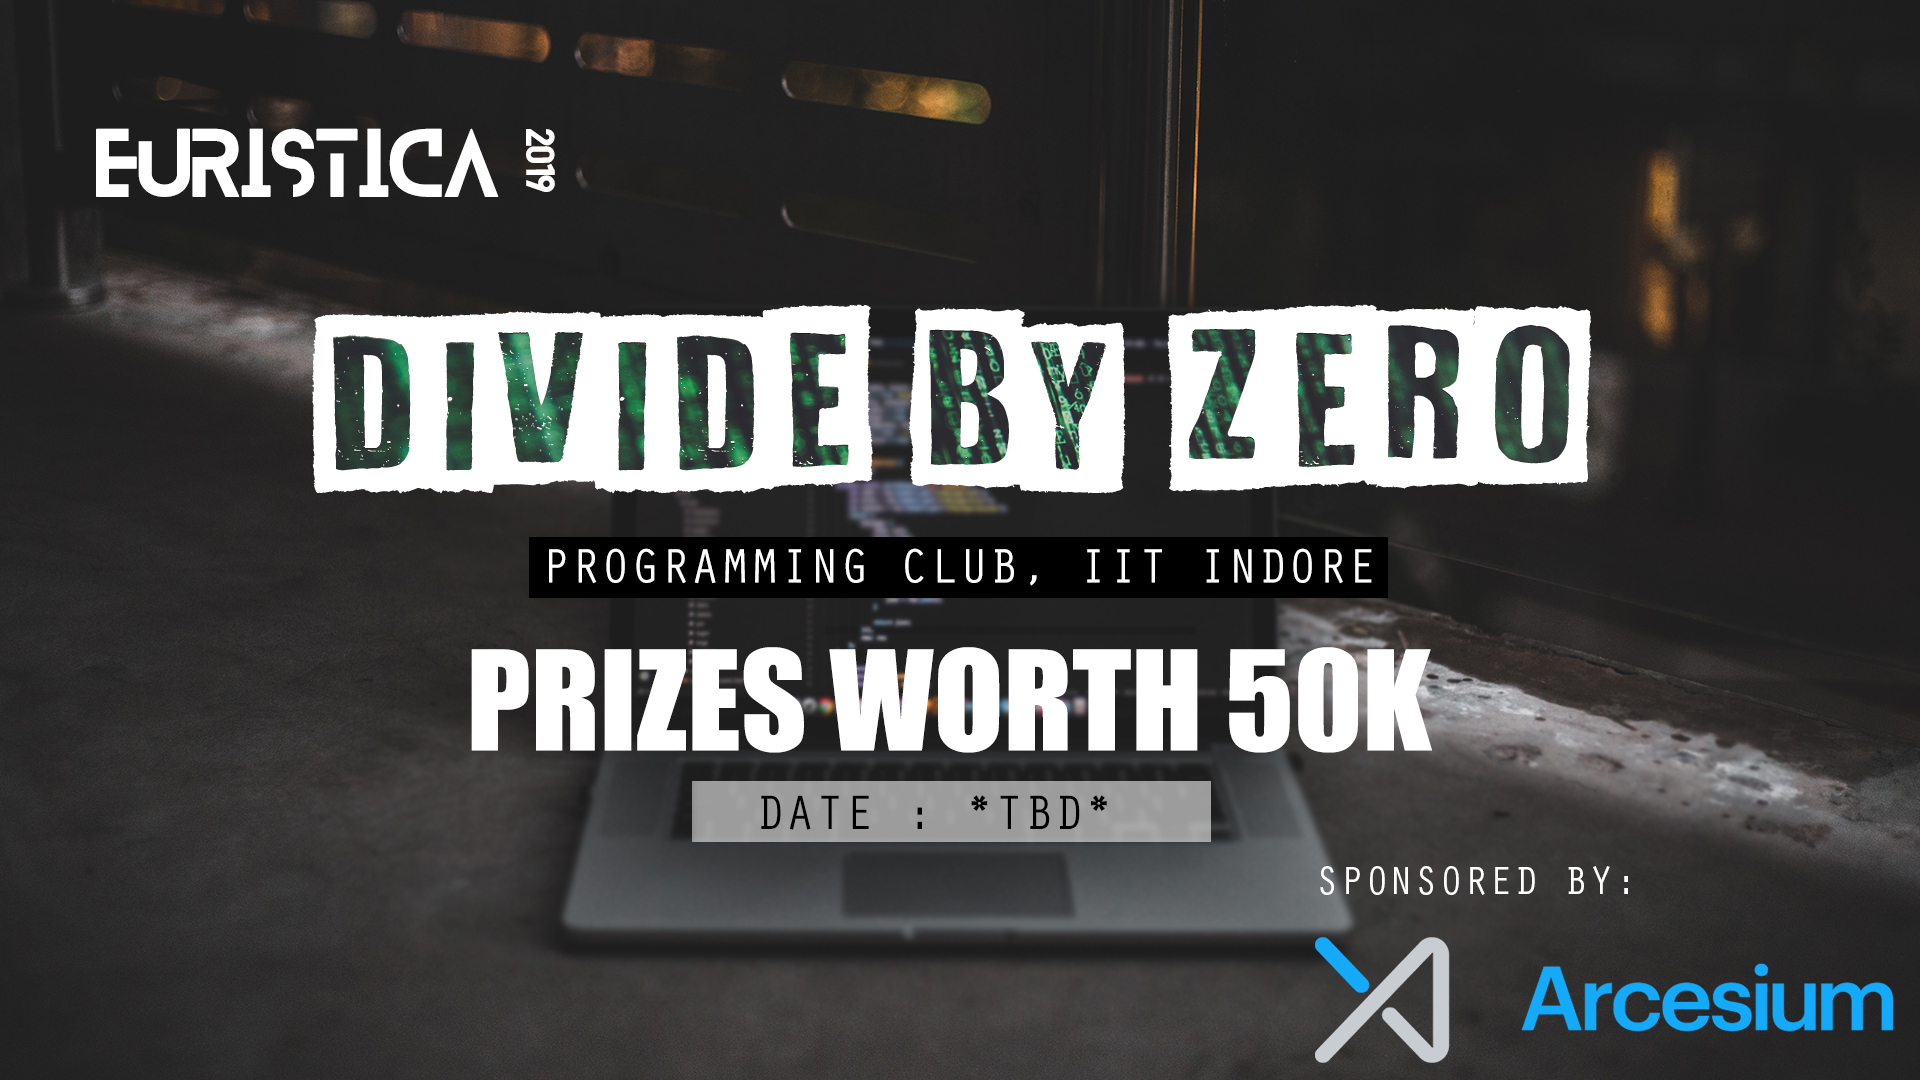 EURISTICA 2019
DIVIDE BY ZERO
PROGRAMMING CLUB, IIT INDORE
PRIZES WORTH 50K
DATE : *TBD*
SPONSORED BY:
Arcesium